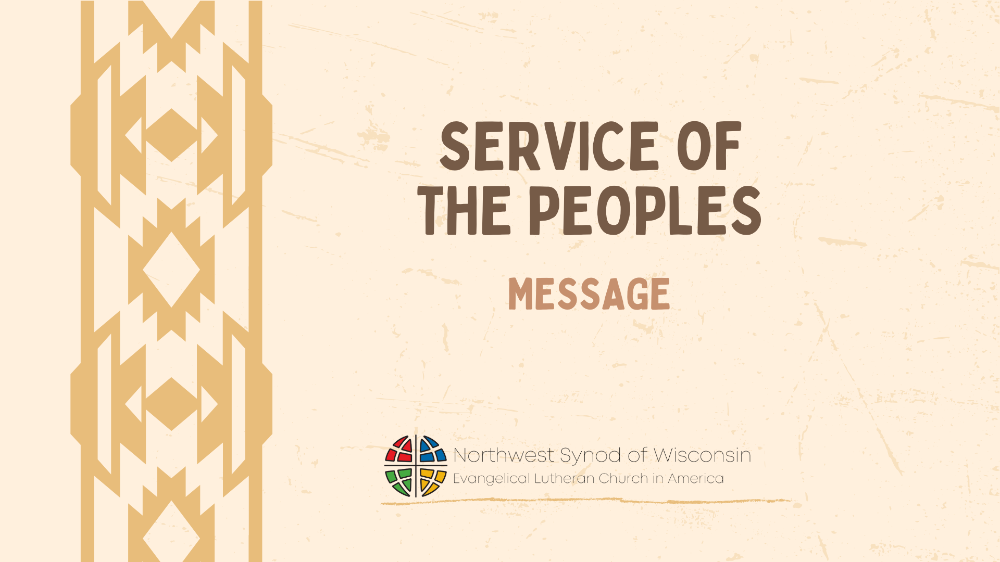 SERVICE OF
THE PEOPLES
MESSAGE
Northwest Synod of Wisconsin
Evangelical Lutheran Church in America